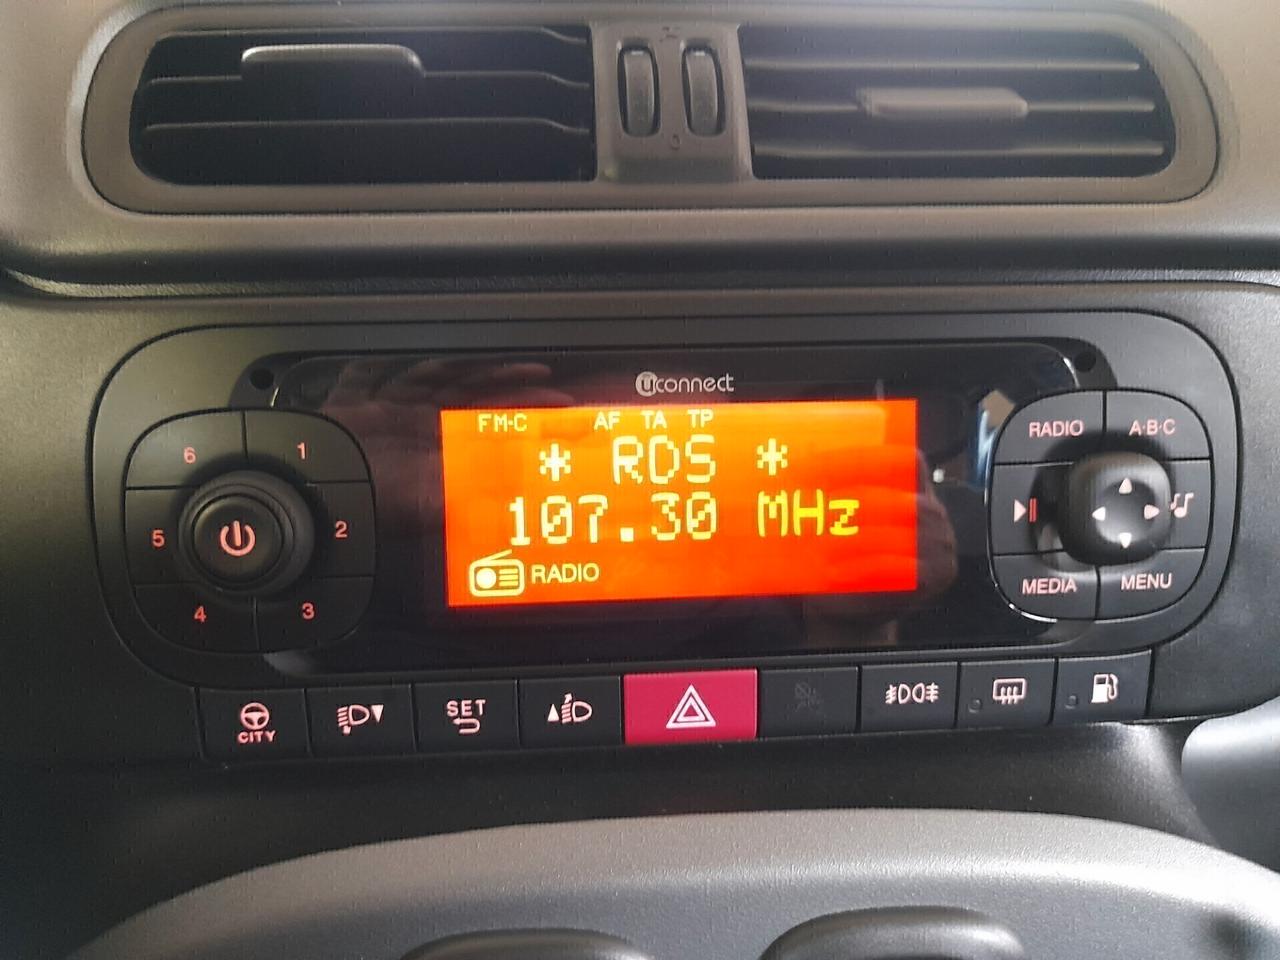 uconnect
FM-C AF TA TP
* RDS *
107.30 MHz
RADIO
6 1
5 2
4 3
RADIO A·B·C
MEDIA MENU
CITY
SET